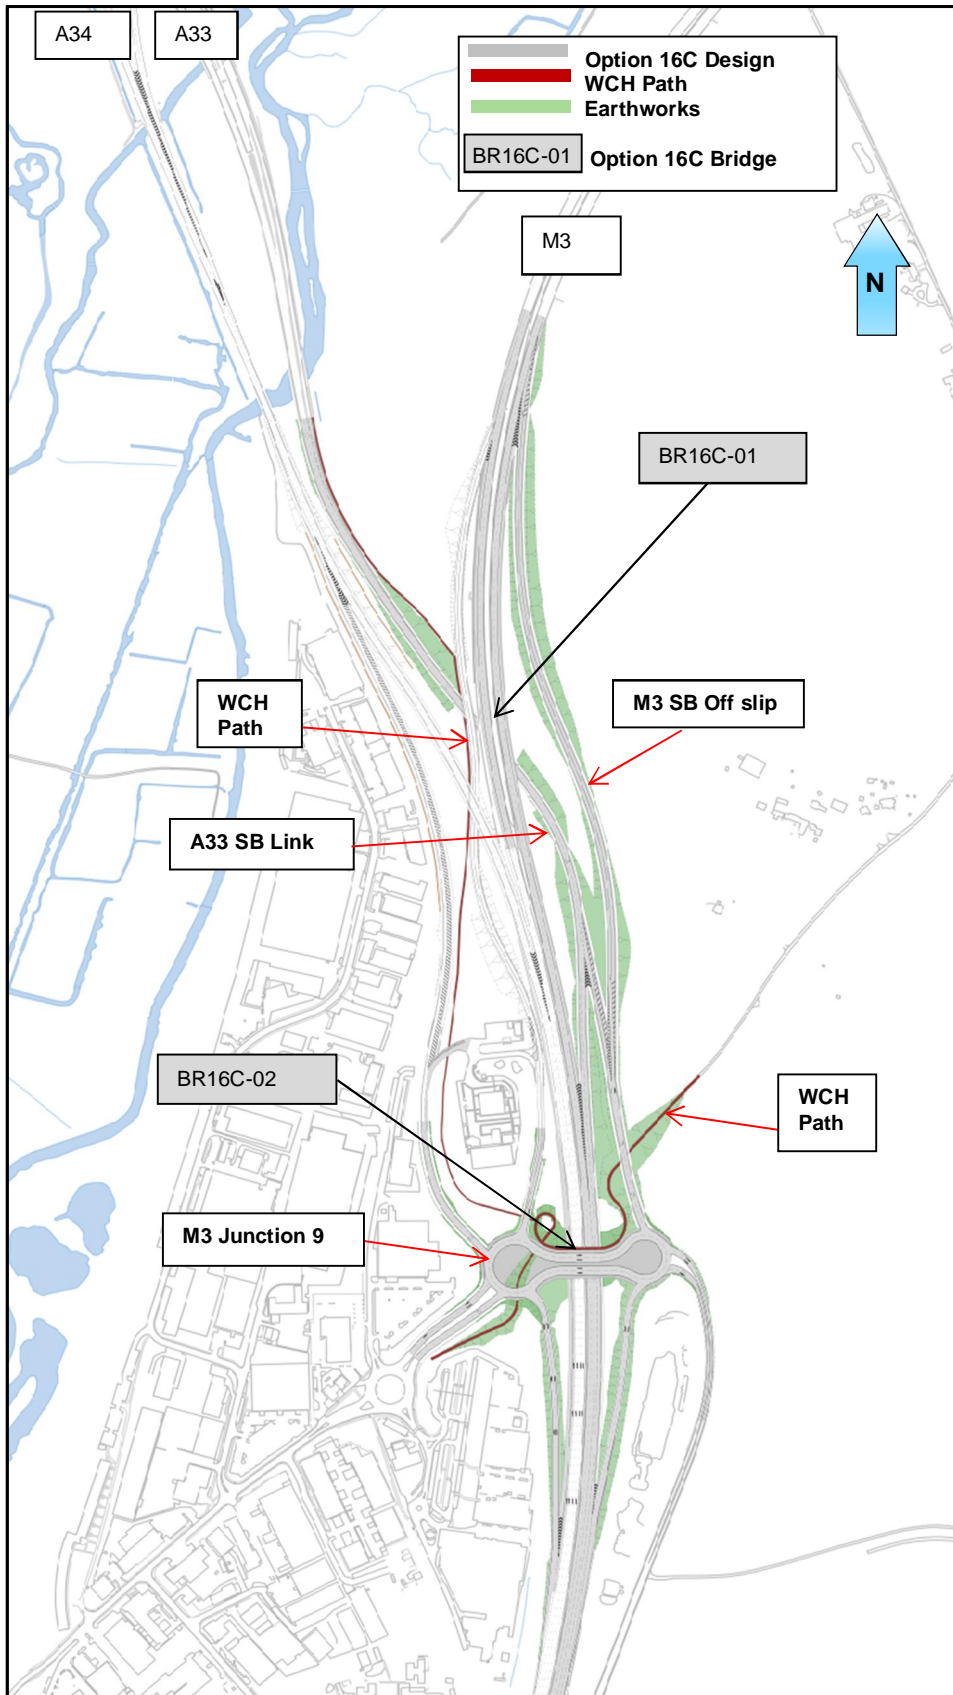 A34
A33
Option 16C Design
WCH Path
Earthworks
BR16C-01
Option 16C Bridge
M3
N
BR16C-01
WCH
Path
M3 SB Off slip
A33 SB Link
BR16C-02
WCH
Path
M3 Junction 9